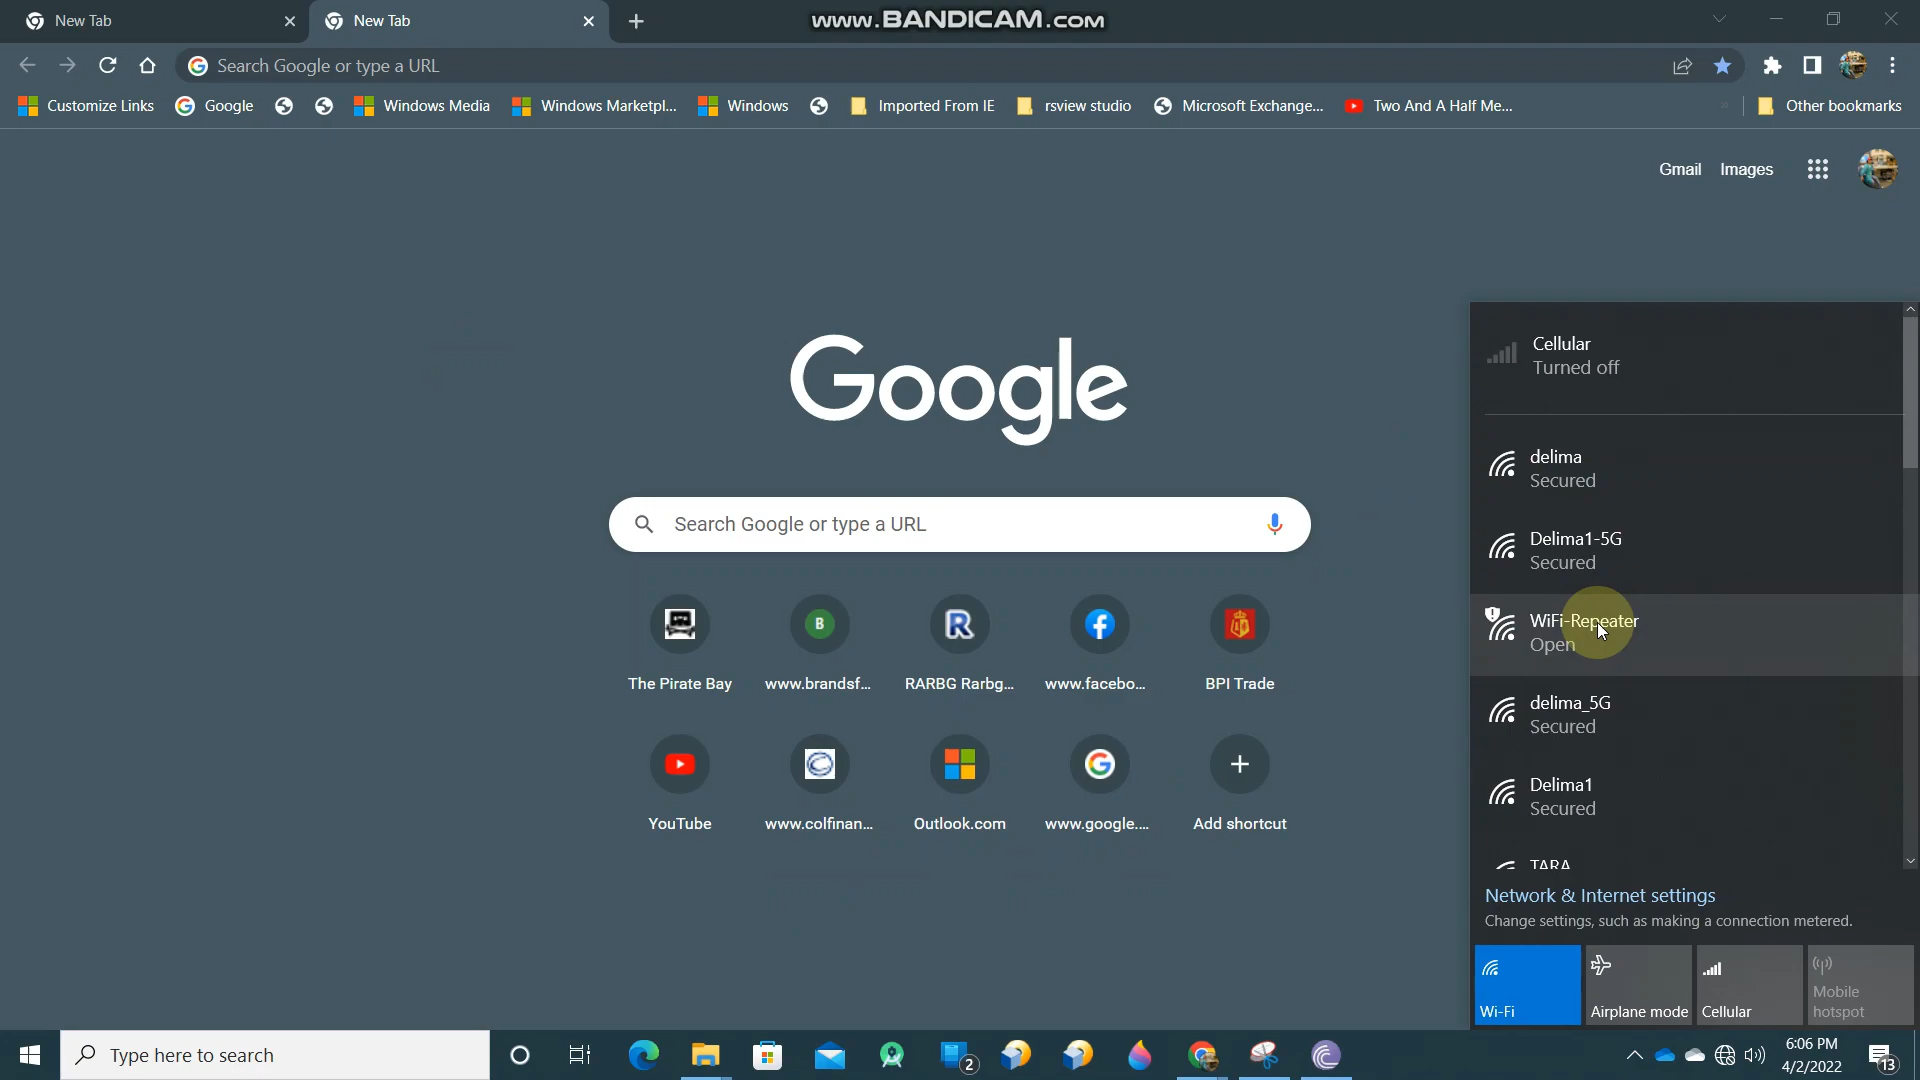 New Tab
New Tab
www.BANDICAM.com
Search Google or type a URL
Customize Links
Google
Windows Media
Windows Marketpl...
Windows
Imported From IE
rsview studio
Microsoft Exchange...
Two And A Half Me...
Other bookmarks
Gmail
Images
Google
Search Google or type a URL
The Pirate Bay
www.brandsf...
RARBG Rarbg...
www.facebo...
BPI Trade
YouTube
www.colfinan...
Outlook.com
www.google....
Add shortcut
Cellular
Turned off
delima
Secured
Delima1-5G
Secured
WiFi-Repeater
Open
delima_5G
Secured
Delima1
Secured
TARA
Network & Internet settings
Change settings, such as making a connection metered.
Wi-Fi
Airplane mode
Cellular
Mobile
hotspot
Type here to search
2
6:06 PM
4/2/2022
13